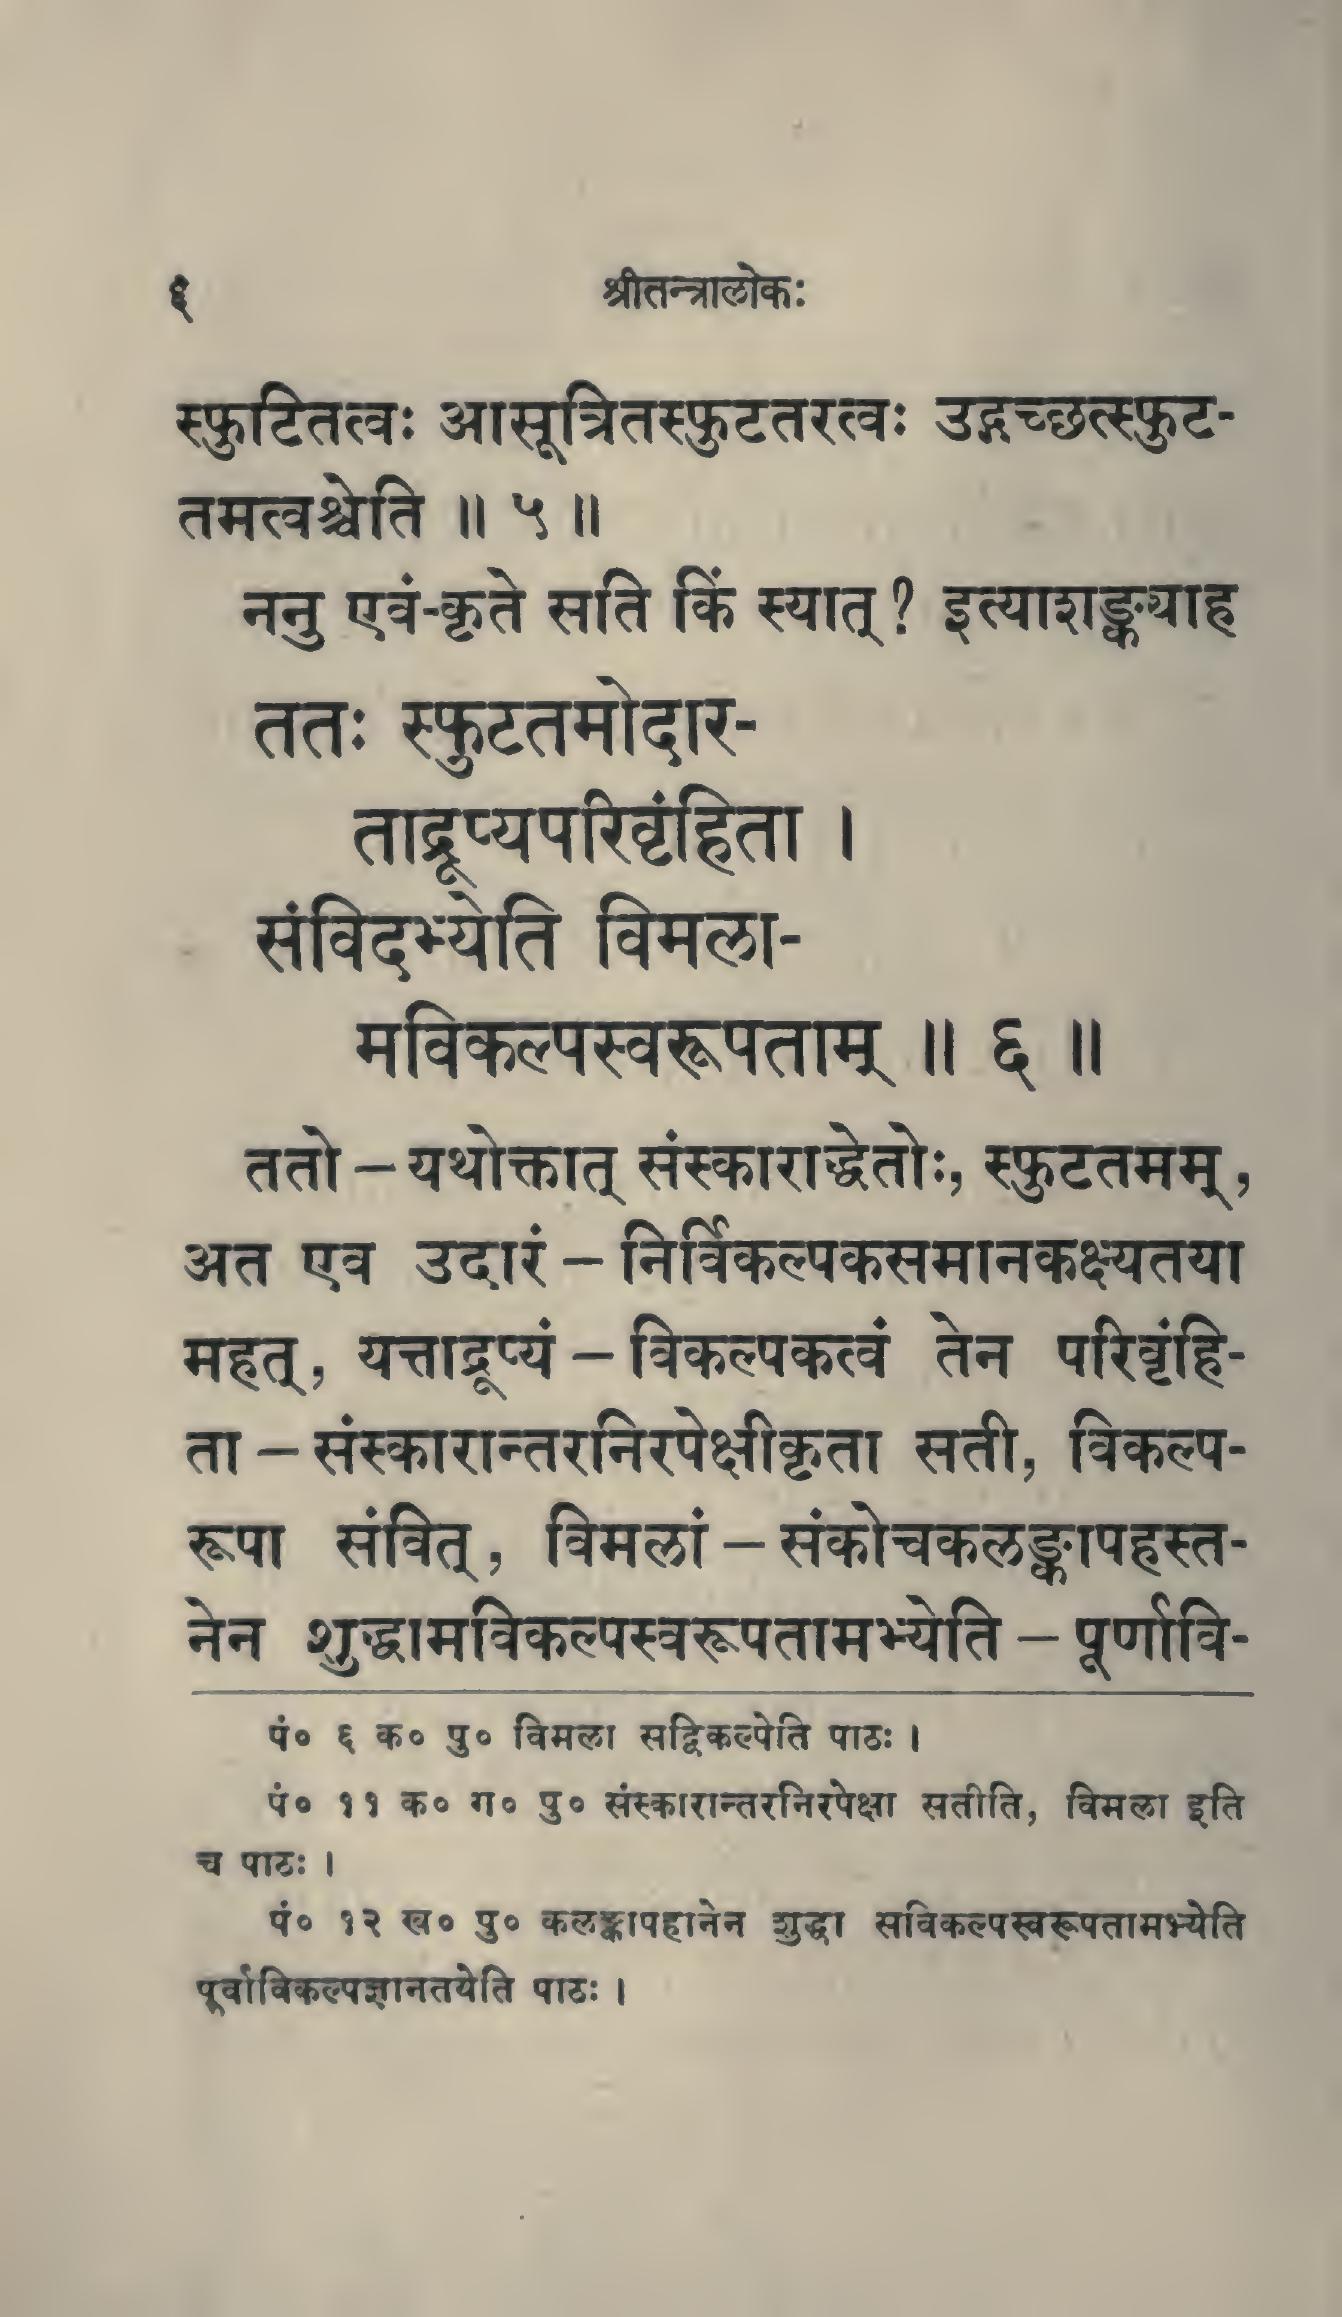 ६ श्रीतन्त्रालोकः
स्फुटितत्वः आसूत्रितस्फुटतरत्वः उद्गच्छत्स्फुट-
तमत्वश्चेति ॥ ५ ॥
ननु एवं-कृते सति किं स्यात् ? इत्याशङ्क्याह
ततः स्फुटतमोदार-
ताद्रूप्यपरिवृंहिता ।
संविदभ्येति विमला-
मविकल्पस्वरूपताम् ॥ ६ ॥
ततो – यथोक्तात् संस्काराद्धेतोः, स्फुटतमम्,
अत एव उदारं – निर्विकल्पकसमानकक्ष्यतया
महत्, यत्ताद्रूप्यं – विकल्पकत्वं तेन परिवृंहि-
ता – संस्कारान्तरनिरपेक्षीकृता सती, विकल्प-
रूपा संवित्, विमलां – संकोचकलङ्कापहस्त-
नेन शुद्धामविकल्पस्वरूपतामभ्येति – पूर्णावि-
पं० ६ क० पु० विमला सद्विकल्पेति पाठः ।
पं० ११ क० ग० पु० संस्कारान्तरनिरपेक्षा सतीति, विमला इति
च पाठः ।
पं० १२ ख० पु० कलङ्कापहानेन शुद्धा सविकल्पस्वरूपतामभ्येति
पूर्वाविकल्पज्ञानतयेति पाठः ।